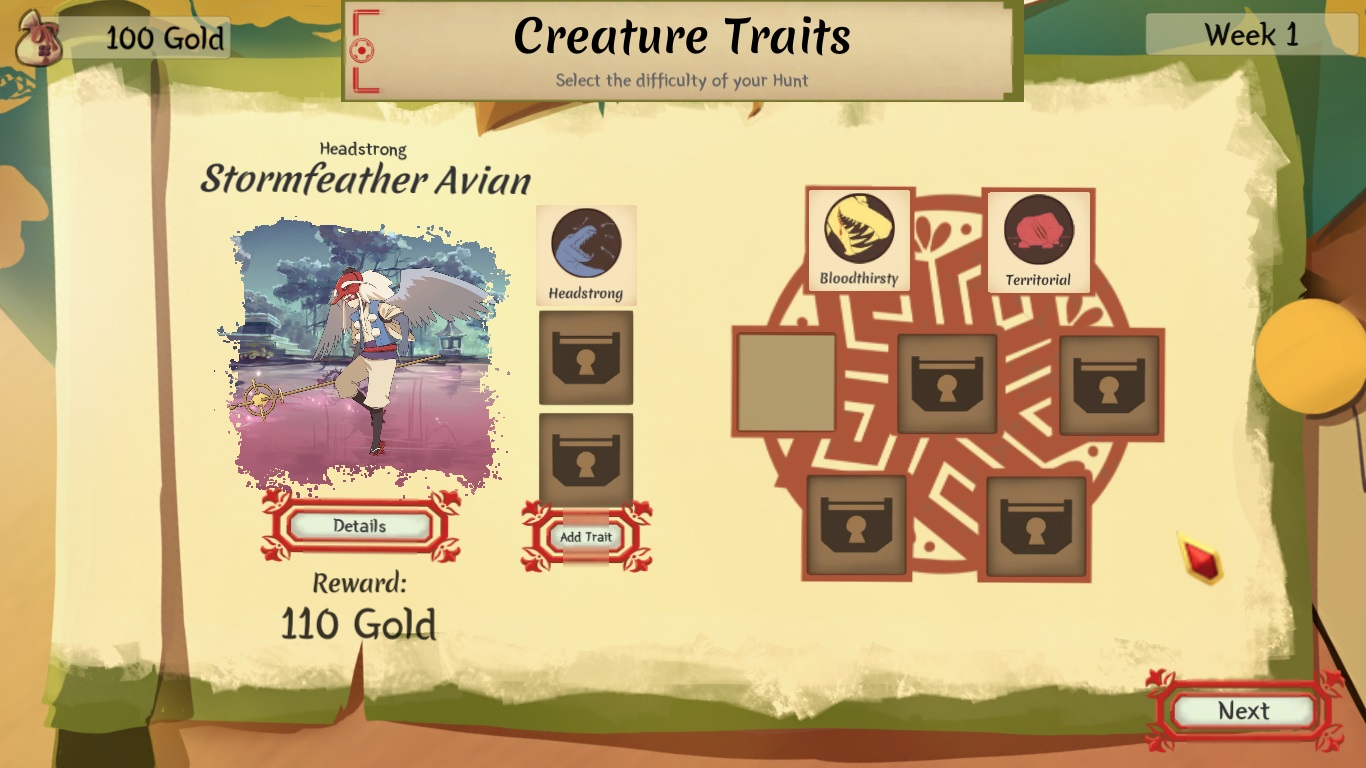 100 Gold
Creature Traits
Select the difficulty of your Hunt
Week 1
Headstrong
Stormfeather Avian
Headstrong
Bloodthirsty
Territorial
Details
Add Trait
Reward:
110 Gold
Next